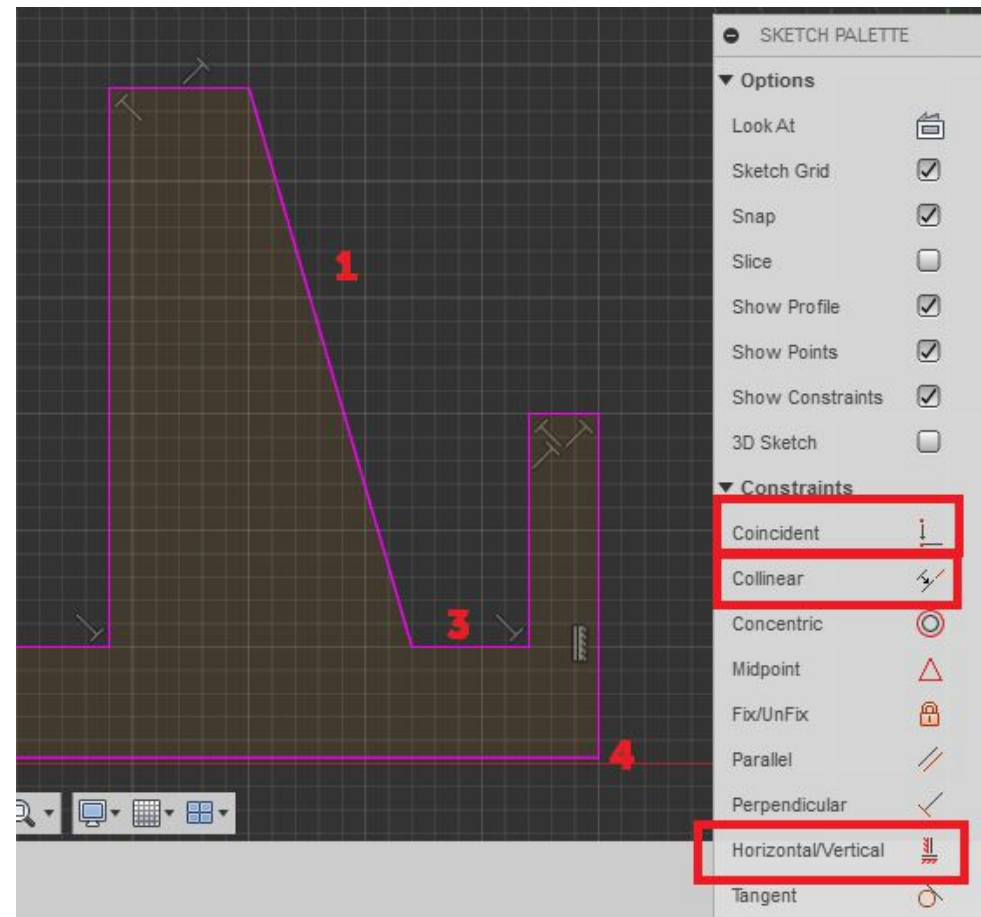 SKETCH PALETTE
Options
Look At
Sketch Grid
Snap
Slice
Show Profile
Show Points
Show Constraints
3D Sketch
Constraints
Coincident
Collinear
Concentric
Midpoint
Fix/UnFix
Parallel
Perpendicular
Horizontal/Vertical
Tangent
1
3
4